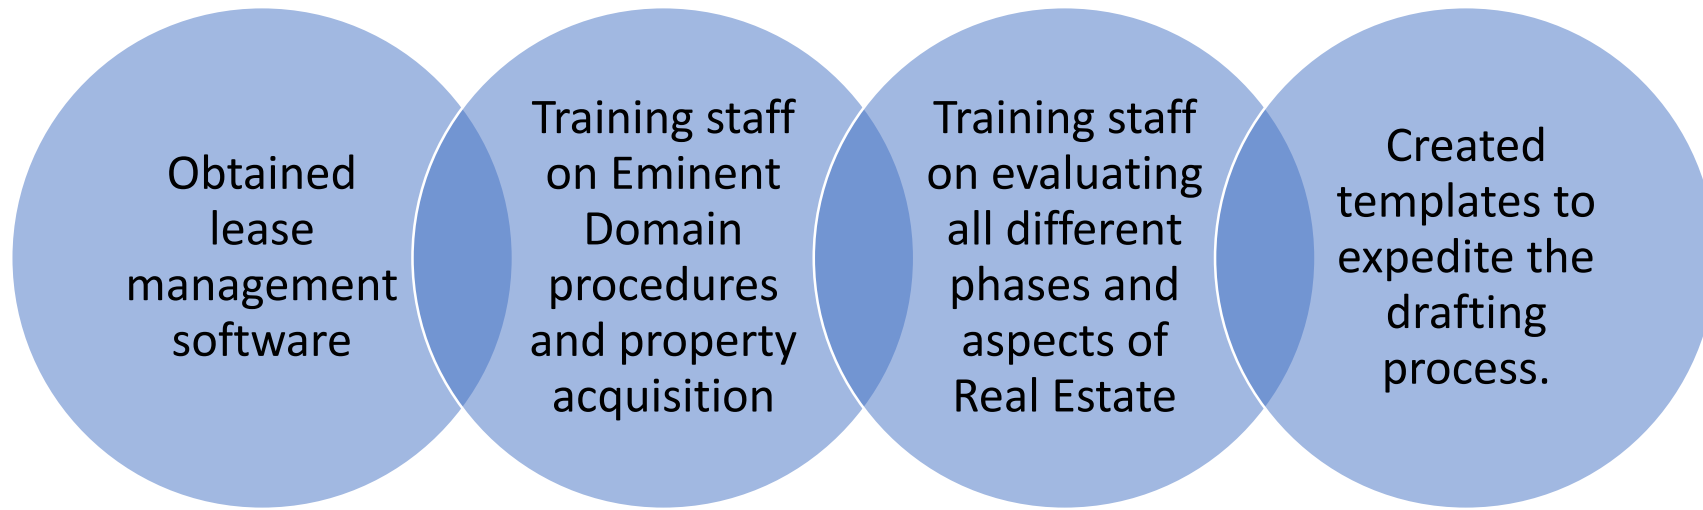 Obtained
lease
management
software
Training staff
on Eminent
Domain
procedures
and property
acquisition
Training staff
on evaluating
all different
phases and
aspects of
Real Estate
Created
templates to
expedite the
drafting
process.